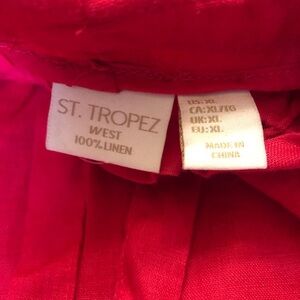 ST. TROPEZ
WEST
100% LINEN
US: XL
CA: XL/TG
UK: XL
EU: XL
MADE IN
CHINA